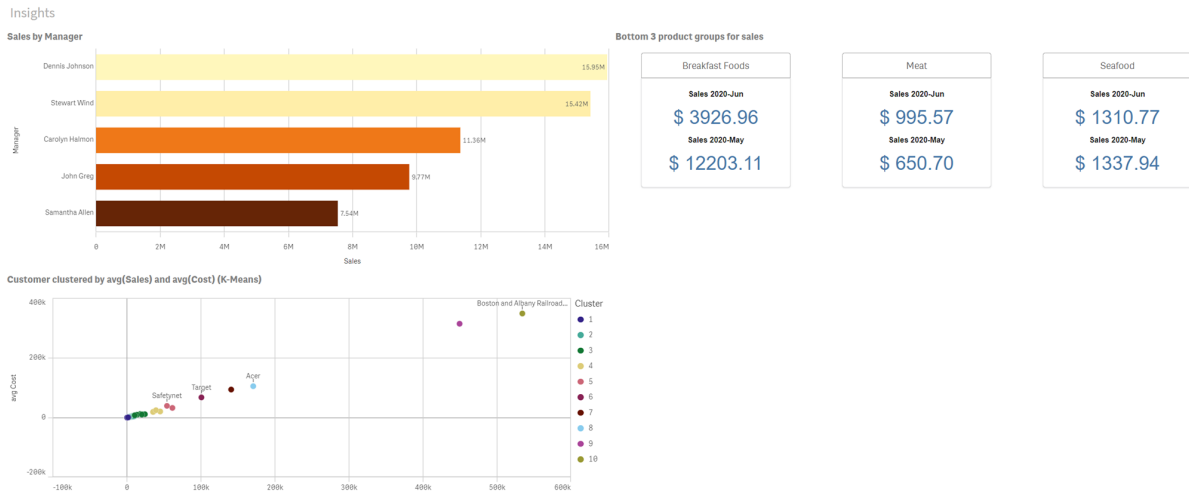 Insights
Sales by Manager
Dennis Johnson
15.95M
Stewart Wind
15.42M
Carolyn Halmon
11.36M
John Greg
9.77M
Samantha Allen
7.54M
Manager
0 2M 4M 6M 8M 10M 12M 14M 16M
Sales
Bottom 3 product groups for sales
Breakfast Foods
Sales 2020-Jun
$ 3926.96
Sales 2020-May
$ 12203.11
Meat
Sales 2020-Jun
$ 995.57
Sales 2020-May
$ 650.70
Seafood
Sales 2020-Jun
$ 1310.77
Sales 2020-May
$ 1337.94
Customer clustered by avg(Sales) and avg(Cost) (K-Means)
400k
200k
0
-200k
avg Cost
Boston and Albany Railroad...
Acer
Target
Safetynet
-100k 0 100k 200k 300k 400k 500k 600k
Cluster
1
2
3
4
5
6
7
8
9
10